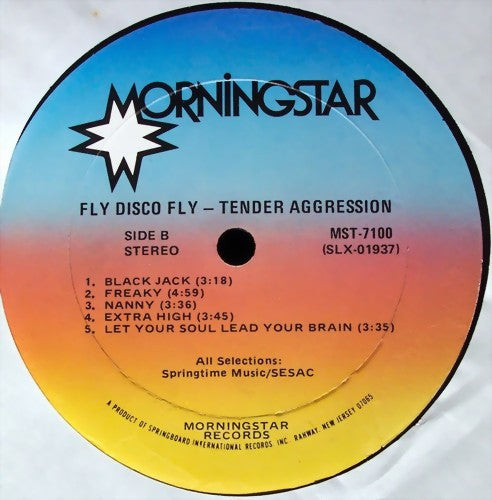 MORNINGSTAR
FLY DISCO FLY – TENDER AGGRESSION
SIDE B
STEREO
MST-7100
(SLX-01937)
1. BLACK JACK (3:18)
2. FREAKY (4:59)
3. NANNY (3:36)
4. EXTRA HIGH (3:45)
5. LET YOUR SOUL LEAD YOUR BRAIN (3:35)
All Selections:
Springtime Music/SESAC
MORNINGSTAR
RECORDS
A PRODUCT OF SPRINGBOARD INTERNATIONAL RECORDS, INC. RAHWAY, NEW JERSEY 07065